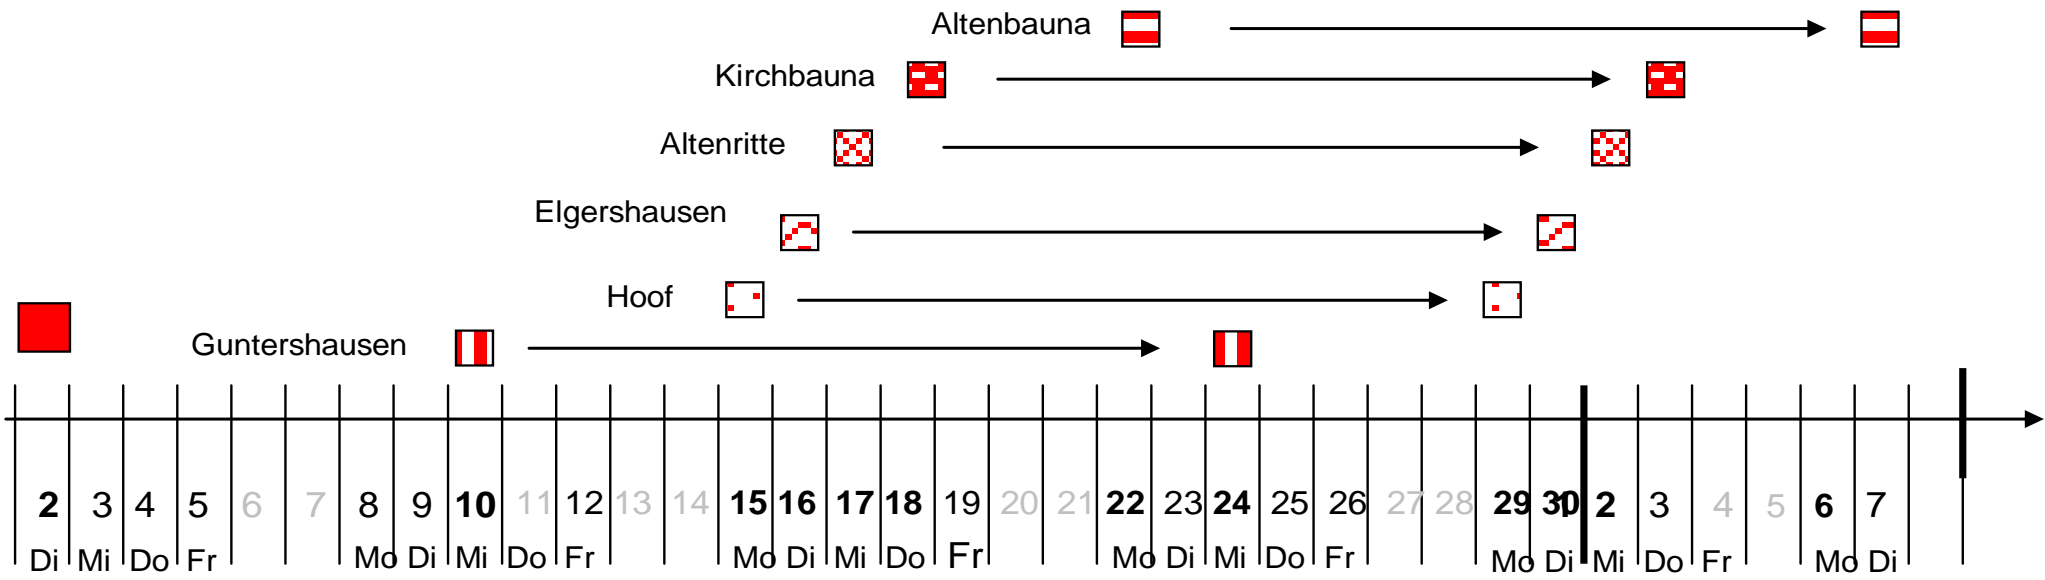 Altenbauna
Kirchbauna
Altenritte
Elgershausen
Hoof
Guntershausen
2 3 4 5 6 7 8 9 10 11 12 13 14 15 16 17 18 19 20 21 22 23 24 25 26 27 28 29 30 1 2 3 4 5 6 7
Di Mi Do Fr Mo Di Mi Do Fr Mo Di Mi Do Fr Mo Di Mi Do Fr Mo Di Mi Do Fr Mo Di